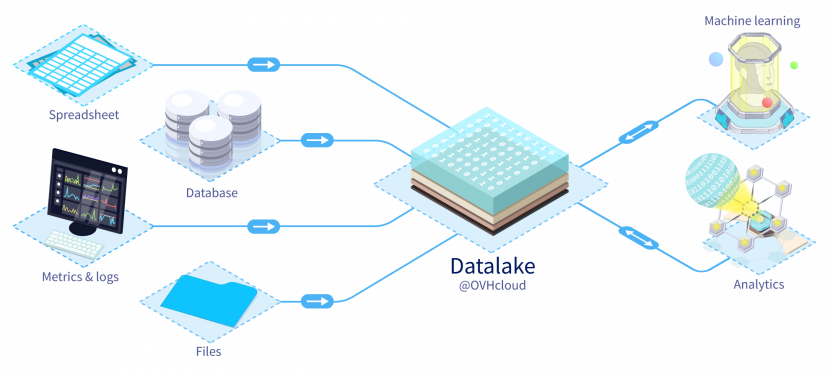 Machine learning
Spreadsheet
Database
Metrics & logs
Datalake
@OVHcloud
Analytics
Files